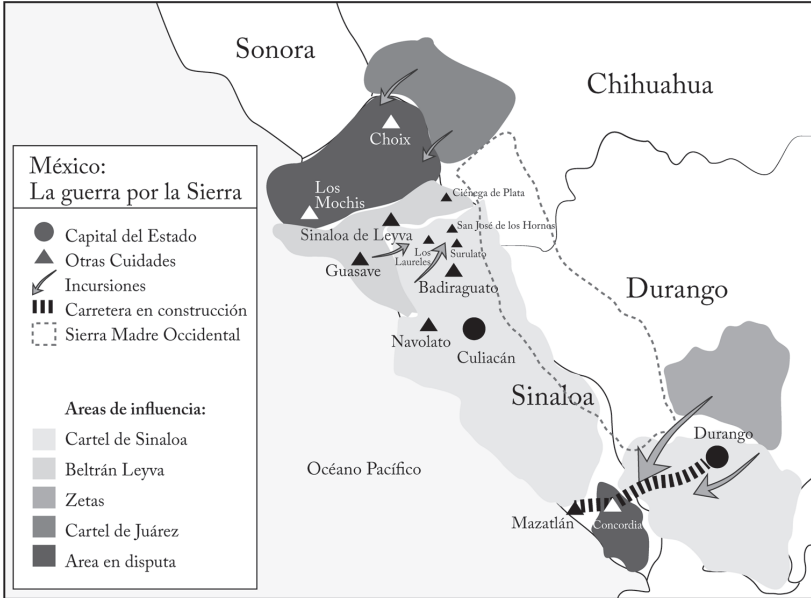 Sonora
Chihuahua
Choix
México:
La guerra por la Sierra
Los
Mochis
Ciénega de Plata
Capital del Estado
Otras Cuidades
Incursiones
Carretera en construcción
Sierra Madre Occidental
San José de los Hornos
Sinaloa de Leyva
Los
Laureles
Surulato
Guasave
Badiraguato
Durango
Navolato
Culiacán
Sinaloa
Areas de influencia:
Cartel de Sinaloa
Beltrán Leyva
Zetas
Cartel de Juárez
Area en disputa
Durango
Océano Pacífico
Mazatlán
Concordia